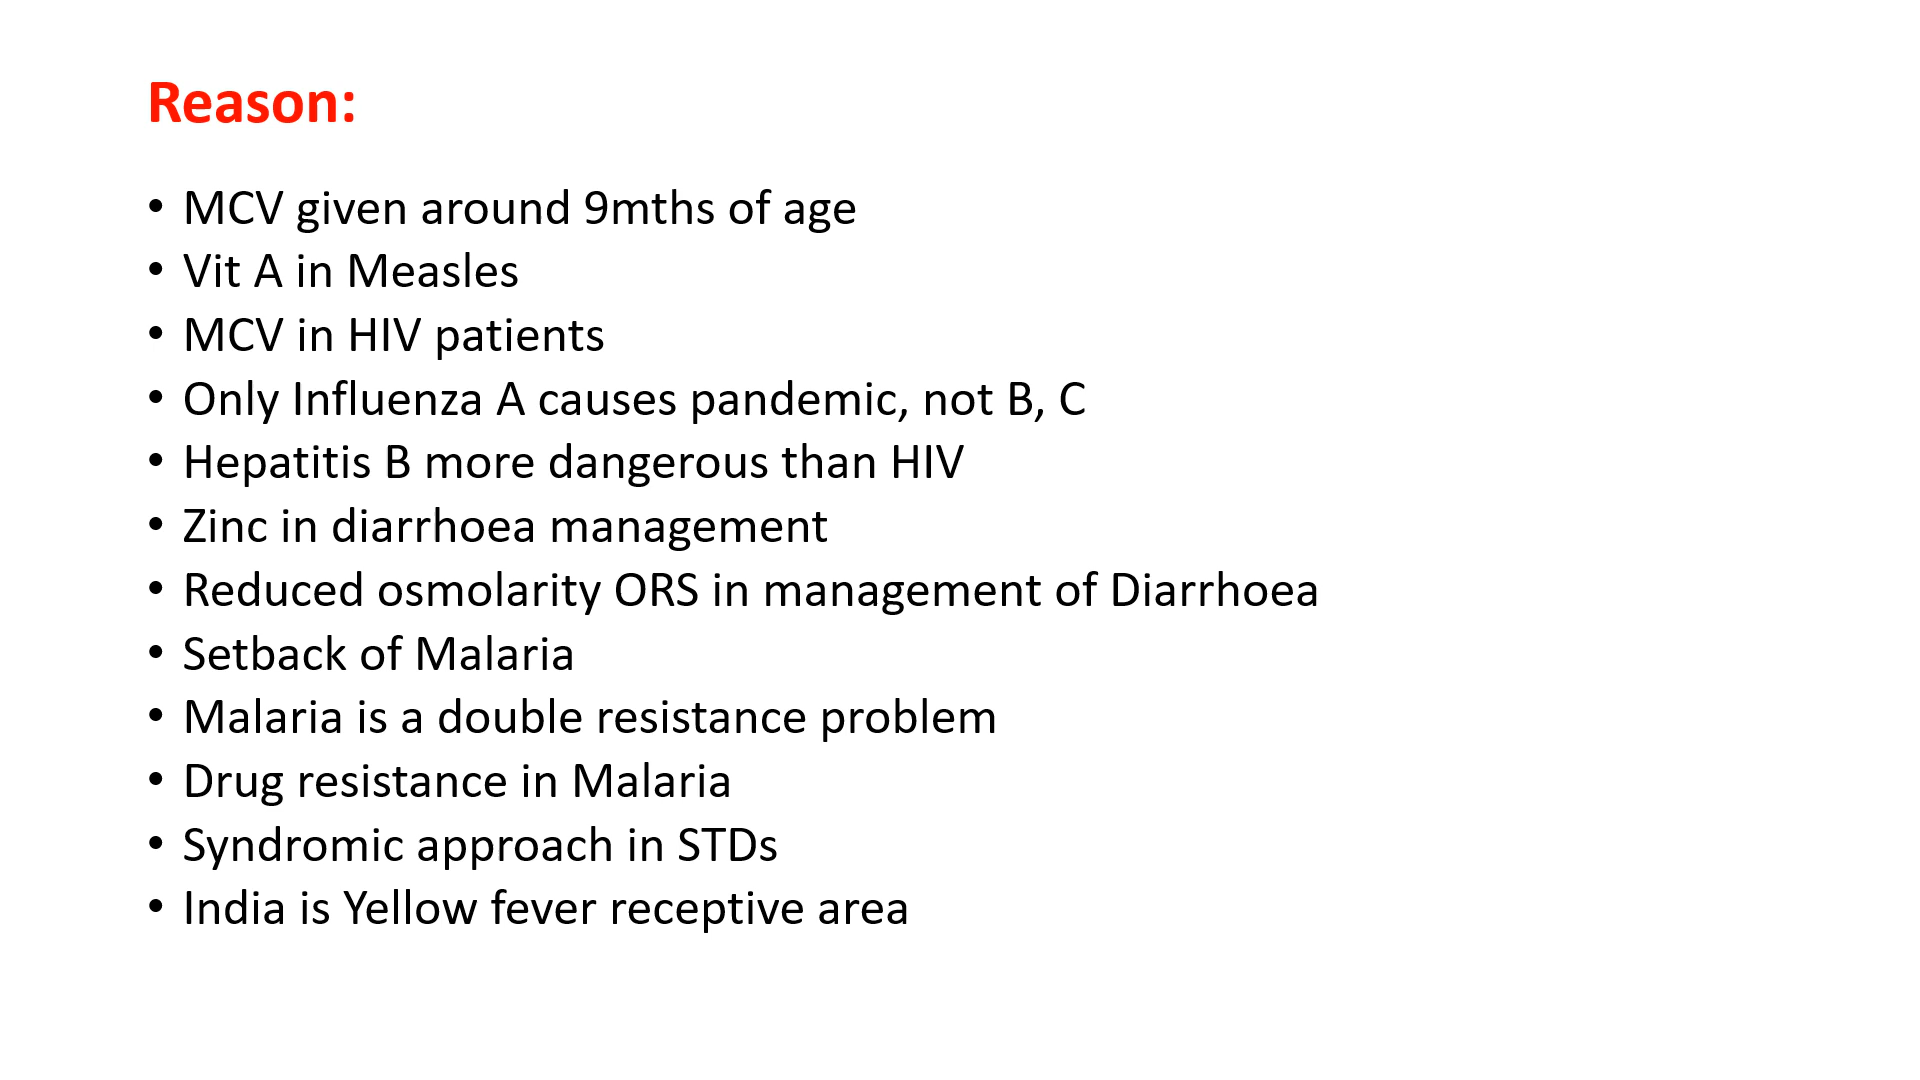 Reason:
• MCV given around 9mths of age
• Vit A in Measles
• MCV in HIV patients
• Only Influenza A causes pandemic, not B, C
• Hepatitis B more dangerous than HIV
• Zinc in diarrhoea management
• Reduced osmolarity ORS in management of Diarrhoea
• Setback of Malaria
• Malaria is a double resistance problem
• Drug resistance in Malaria
• Syndromic approach in STDs
• India is Yellow fever receptive area